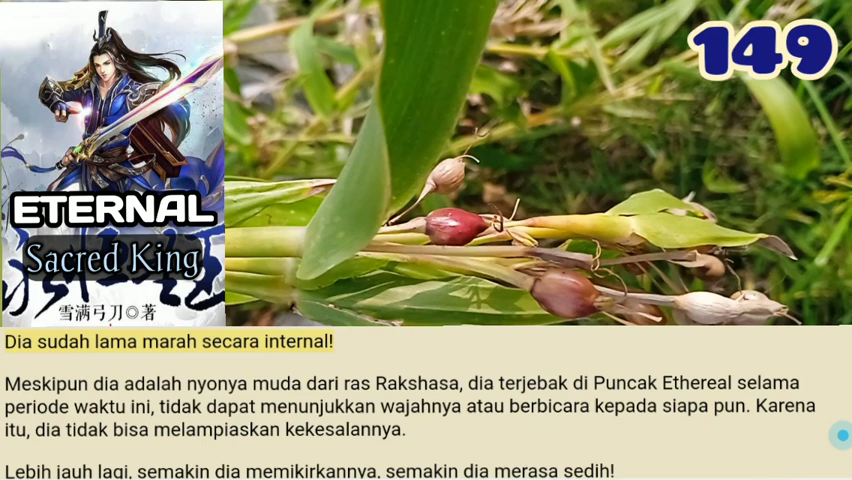 149
ETERNAL
Sacred King
雪满弓刀◎著
Dia sudah lama marah secara internal!
Meskipun dia adalah nyonya muda dari ras Rakshasa, dia terjebak di Puncak Ethereal selama
periode waktu ini, tidak dapat menunjukkan wajahnya atau berbicara kepada siapa pun. Karena
itu, dia tidak bisa melampiaskan kekesalannya.
Lebih jauh lagi, semakin dia memikirkannya, semakin dia merasa sedih!